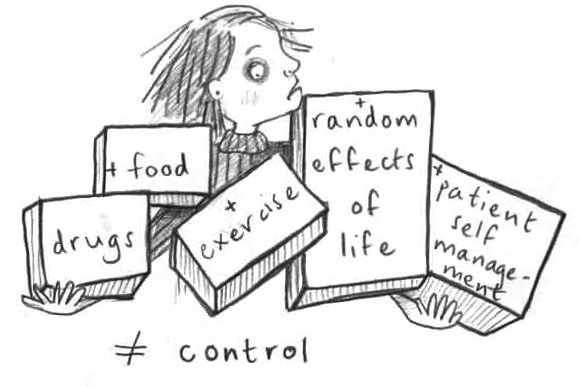 drugs
+ food
+
exercise
+
random
effects
of
life
+
patient
self
manage-
ment
≠ control